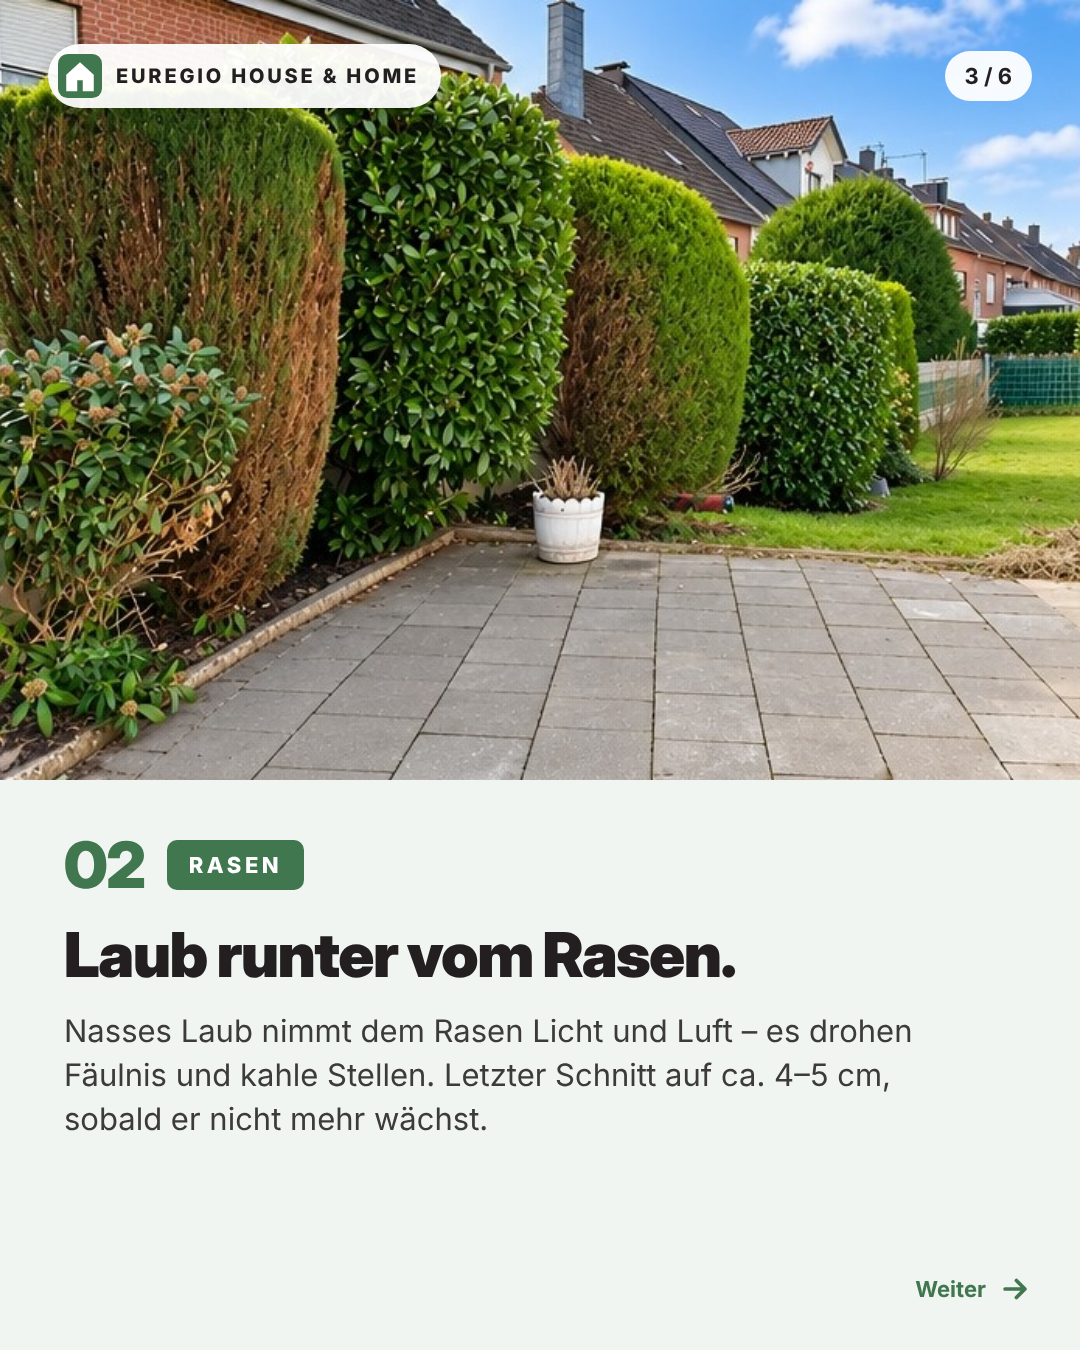 EUREGIO HOUSE & HOME
3 / 6
02
RASEN
Laub runter vom Rasen.
Nasses Laub nimmt dem Rasen Licht und Luft – es drohen
Fäulnis und kahle Stellen. Letzter Schnitt auf ca. 4–5 cm,
sobald er nicht mehr wächst.
Weiter →